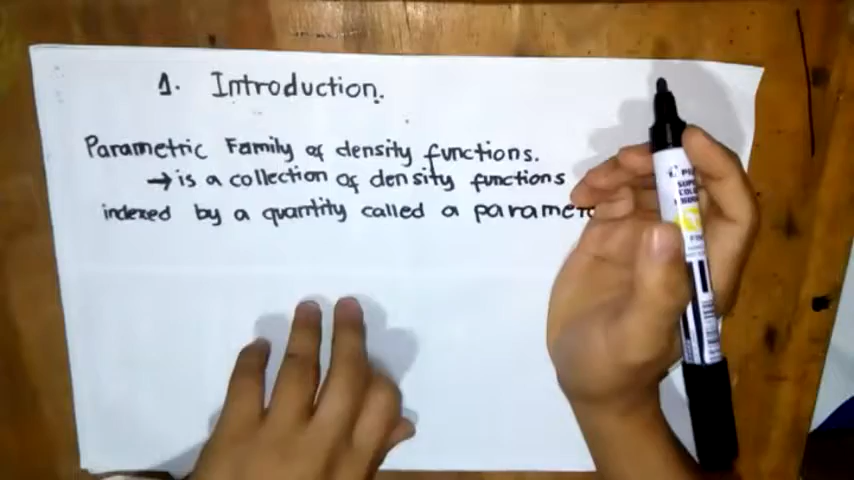 1. Introduction.
Parametric Family of density functions.
→ is a collection of density functions
indexed by a quantity called a